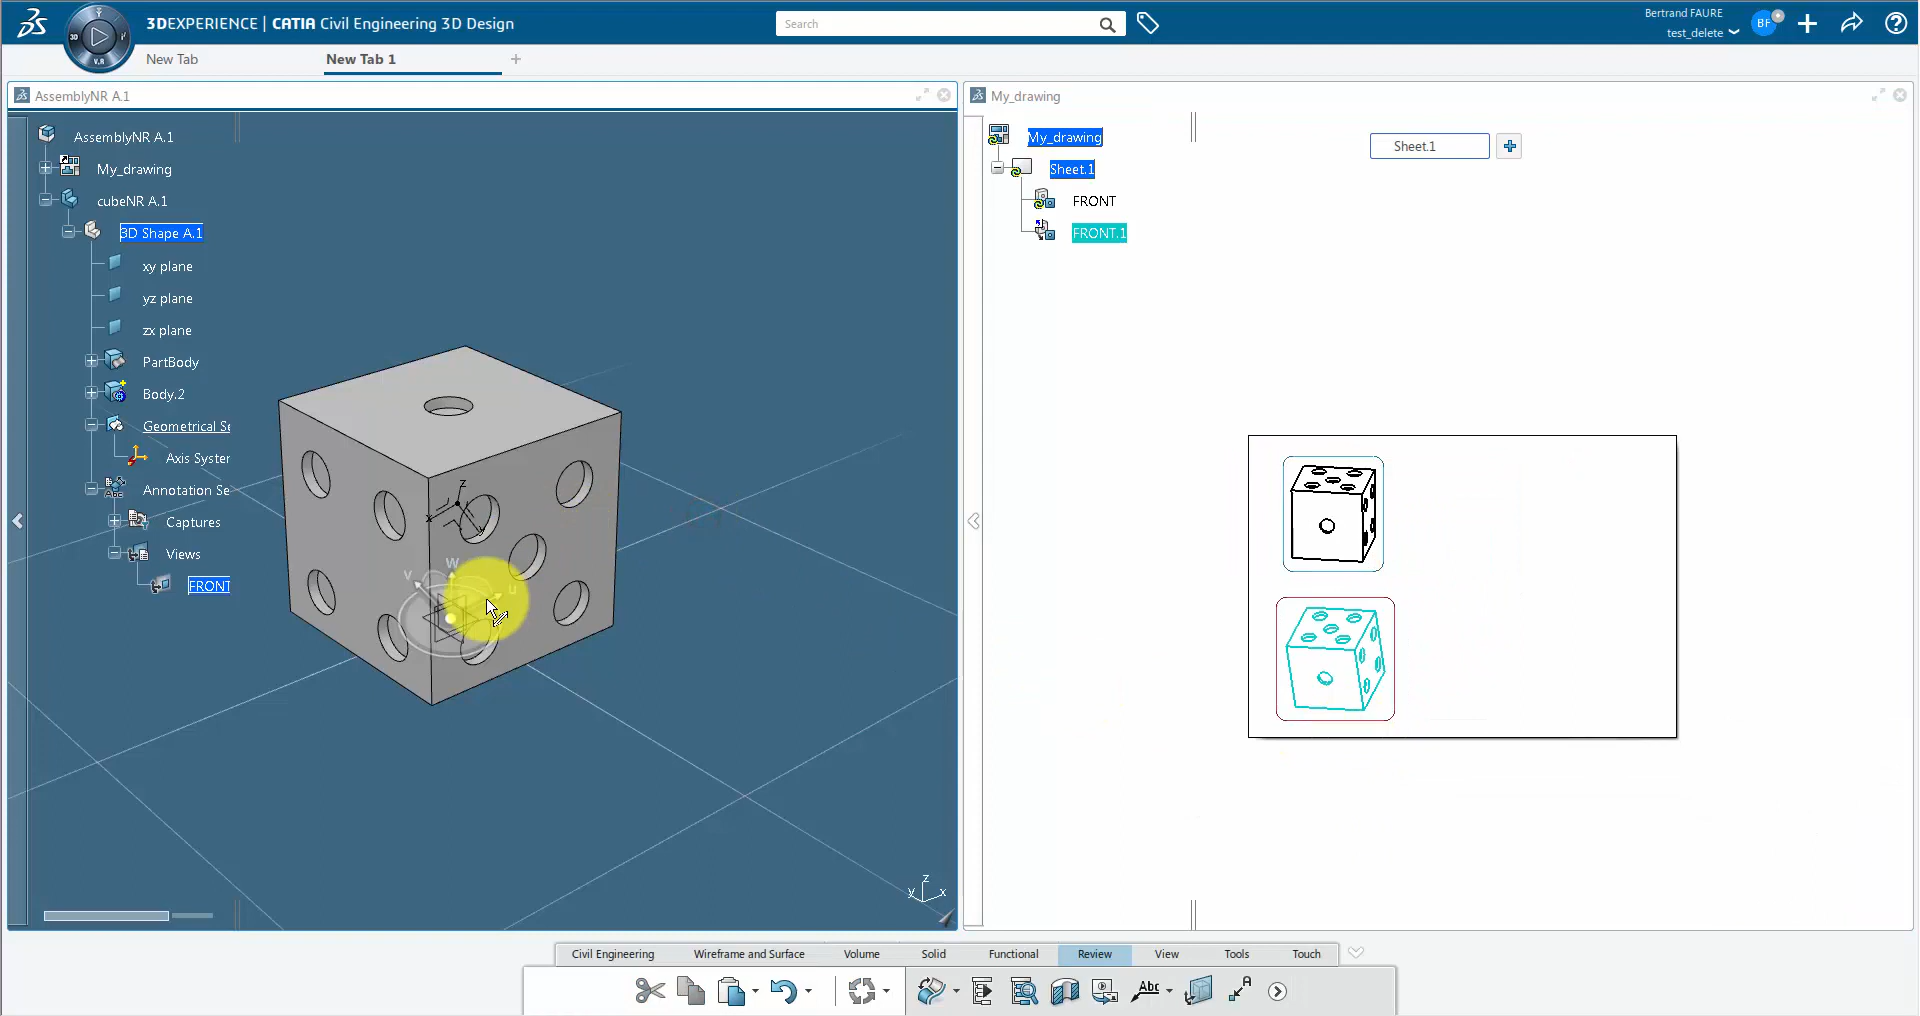 3DEXPERIENCE | CATIA Civil Engineering 3D Design
Search
Bertrand FAURE
test_delete
BF
3D
V.R
New Tab
New Tab 1
AssemblyNR A.1
My_drawing
AssemblyNR A.1
My_drawing
cubeNR A.1
3D Shape A.1
xy plane
yz plane
zx plane
PartBody
Body.2
Geometrical Se
Axis Syster
Annotation Se
Captures
Views
FRONT
z
x
y
W
V
U
z
y
x
My_drawing
Sheet.1
FRONT
FRONT.1
Sheet.1
Civil Engineering
Wireframe and Surface
Volume
Solid
Functional
Review
View
Tools
Touch
Abc
A